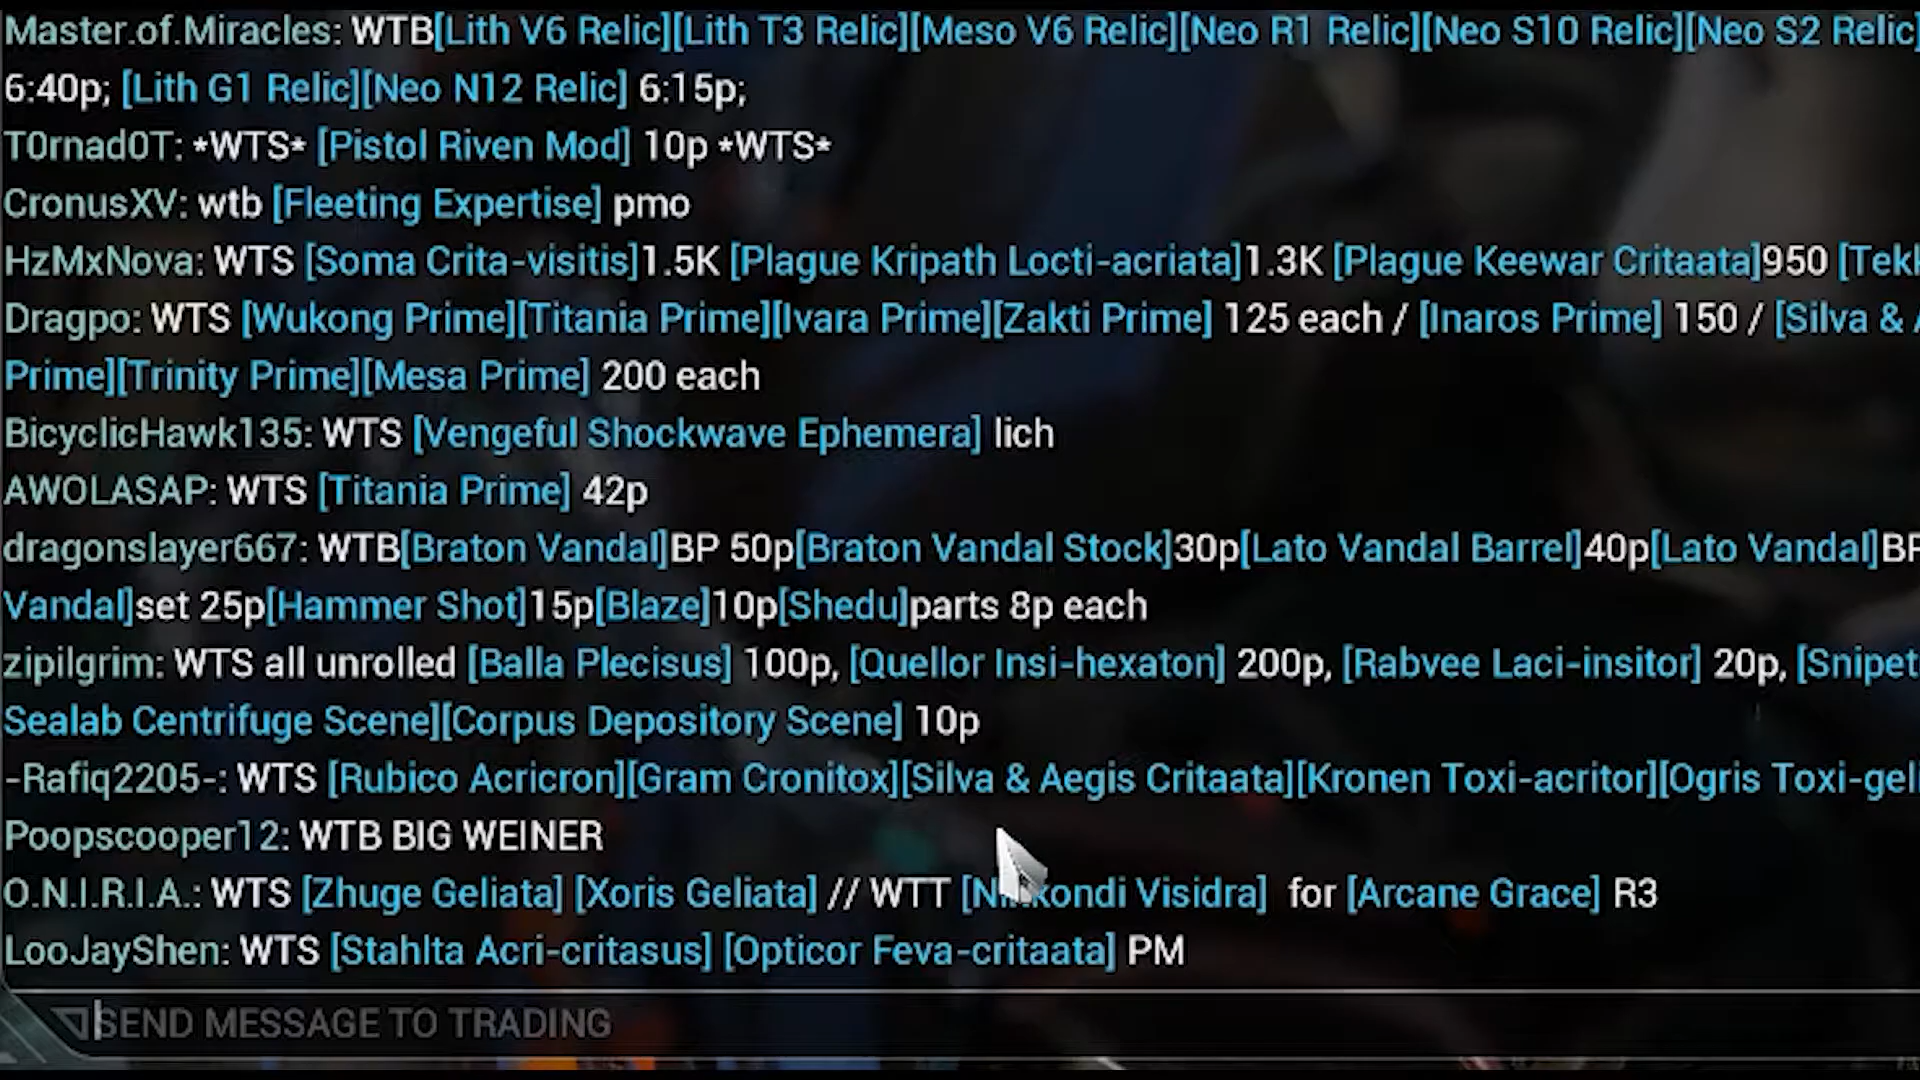 Master.of.Miracles: WTB[Lith V6 Relic][Lith T3 Relic][Meso V6 Relic][Neo R1 Relic][Neo S10 Relic][Neo S2 Relic]
6:40p; [Lith G1 Relic][Neo N12 Relic] 6:15p;
T0rnad0T: *WTS* [Pistol Riven Mod] 10p *WTS*
CronusXV: wtb [Fleeting Expertise] pmo
HzMxNova: WTS [Soma Crita-visitis]1.5K [Plague Kripath Locti-acriata]1.3K [Plague Keewar Critaata]950 [Tekk
Dragpo: WTS [Wukong Prime][Titania Prime][Ivara Prime][Zakti Prime] 125 each / [Inaros Prime] 150 / [Silva &
Prime][Trinity Prime][Mesa Prime] 200 each
BicyclicHawk135: WTS [Vengeful Shockwave Ephemera] lich
AWOLASAP: WTS [Titania Prime] 42p
dragonslayer667: WTB[Braton Vandal]BP 50p[Braton Vandal Stock]30p[Lato Vandal Barrel]40p[Lato Vandal]BP
Vandal]set 25p[Hammer Shot]15p[Blaze]10p[Shedu]parts 8p each
zipilgrim: WTS all unrolled [Balla Plecisus] 100p, [Quellor Insi-hexaton] 200p, [Rabvee Laci-insitor] 20p, [Snipet
Sealab Centrifuge Scene][Corpus Depository Scene] 10p
-Rafiq2205-: WTS [Rubico Acricron][Gram Cronitox][Silva & Aegis Critaata][Kronen Toxi-acritor][Ogris Toxi-geli
Poopscooper12: WTB BIG WEINER
O.N.I.R.I.A.: WTS [Zhuge Geliata] [Xoris Geliata] // WTT Visidra] for [Arcane Grace] R3
LooJayShen: WTS [Stahlta Acri-critasus] [Opticor Feva-critaata] PM
SEND MESSAGE TO TRADING